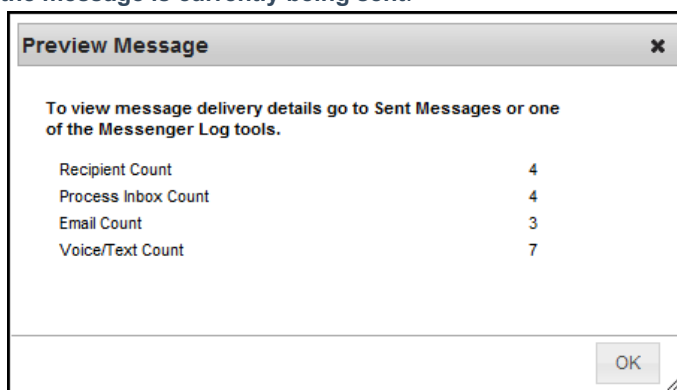 the message is currently being sent.
Preview Message
To view message delivery details go to Sent Messages or one
of the Messenger Log tools.
Recipient Count 4
Process Inbox Count 4
Email Count 3
Voice/Text Count 7
OK